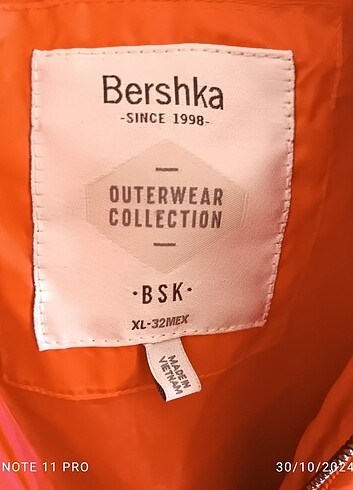 Bershka
-SINCE 1998-
OUTERWEAR
COLLECTION
·BSK·
XL-32MEX
MADE IN
VIETNAM
NOTE 11 PRO
30/10/2024